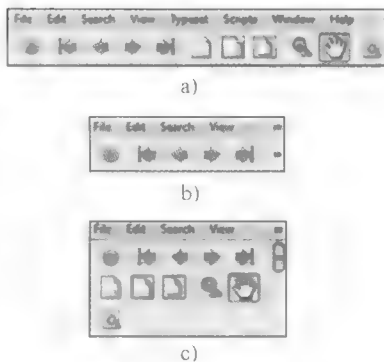 File Edit Search View Typeset Scripts Window Help
a)
File Edit Search View
b)
File Edit Search View
c)